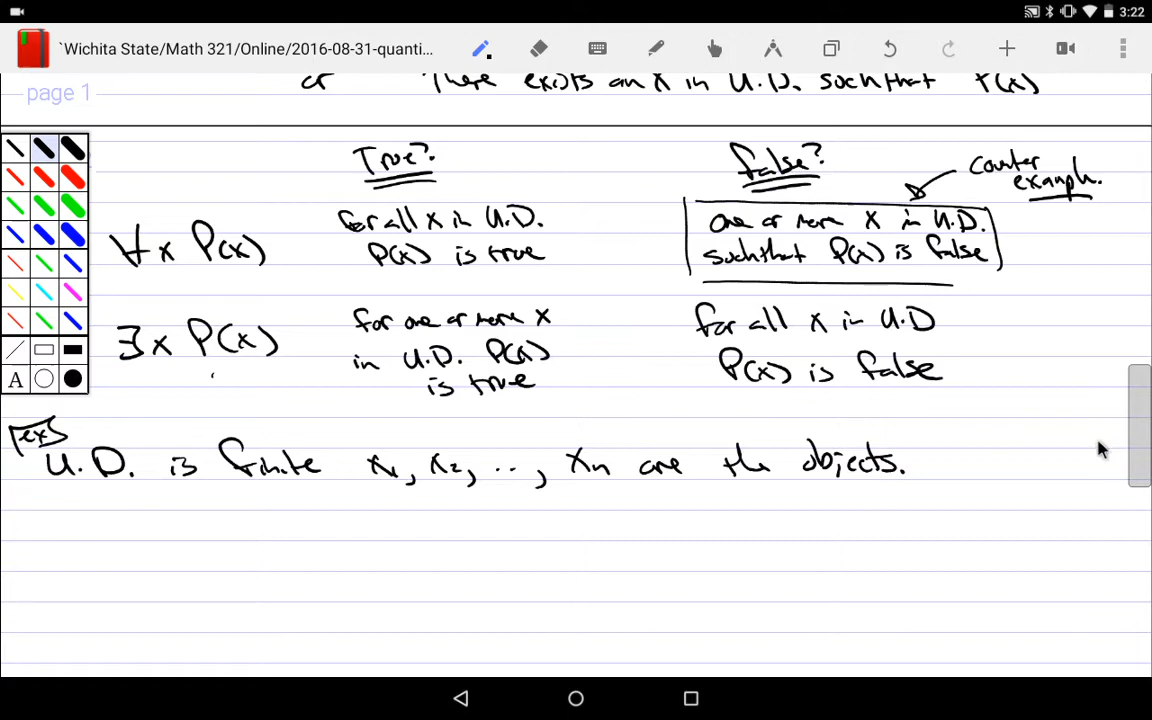 3:22
`Wichita State/Math 321/Online/2016-08-31-quanti...
page 1
or There exists an x in U.D. such that P(x)
True? False? counter example.
∀x P(x) for all x in U.D. P(x) is true one or more x in U.D. such that P(x) is false
∃x P(x) for one or more x in U.D. P(x) is true for all x in U.D P(x) is false
ex
U.D. is finite x1, x2, ..., xn are the objects.
A